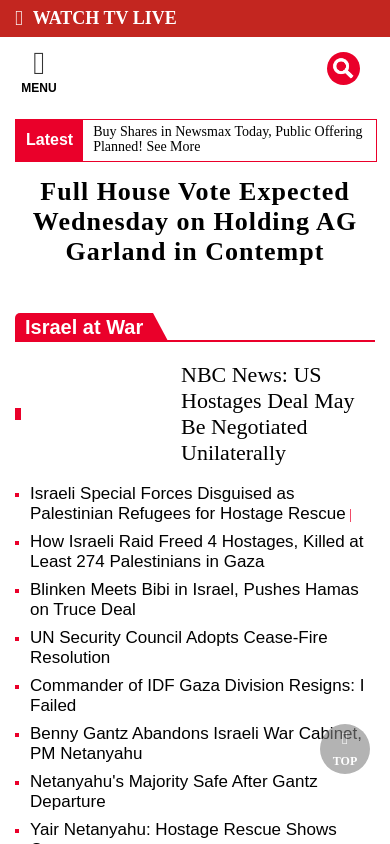 WATCH TV LIVE
MENU
Latest
Buy Shares in Newsmax Today, Public Offering
Planned! See More
Full House Vote Expected
Wednesday on Holding AG
Garland in Contempt
Israel at War
NBC News: US
Hostages Deal May
Be Negotiated
Unilaterally
Israeli Special Forces Disguised as
Palestinian Refugees for Hostage Rescue |
How Israeli Raid Freed 4 Hostages, Killed at
Least 274 Palestinians in Gaza
Blinken Meets Bibi in Israel, Pushes Hamas
on Truce Deal
UN Security Council Adopts Cease-Fire
Resolution
Commander of IDF Gaza Division Resigns: I
Failed
Benny Gantz Abandons Israeli War Cabinet,
PM Netanyahu
TOP
Netanyahu's Majority Safe After Gantz
Departure
Yair Netanyahu: Hostage Rescue Shows